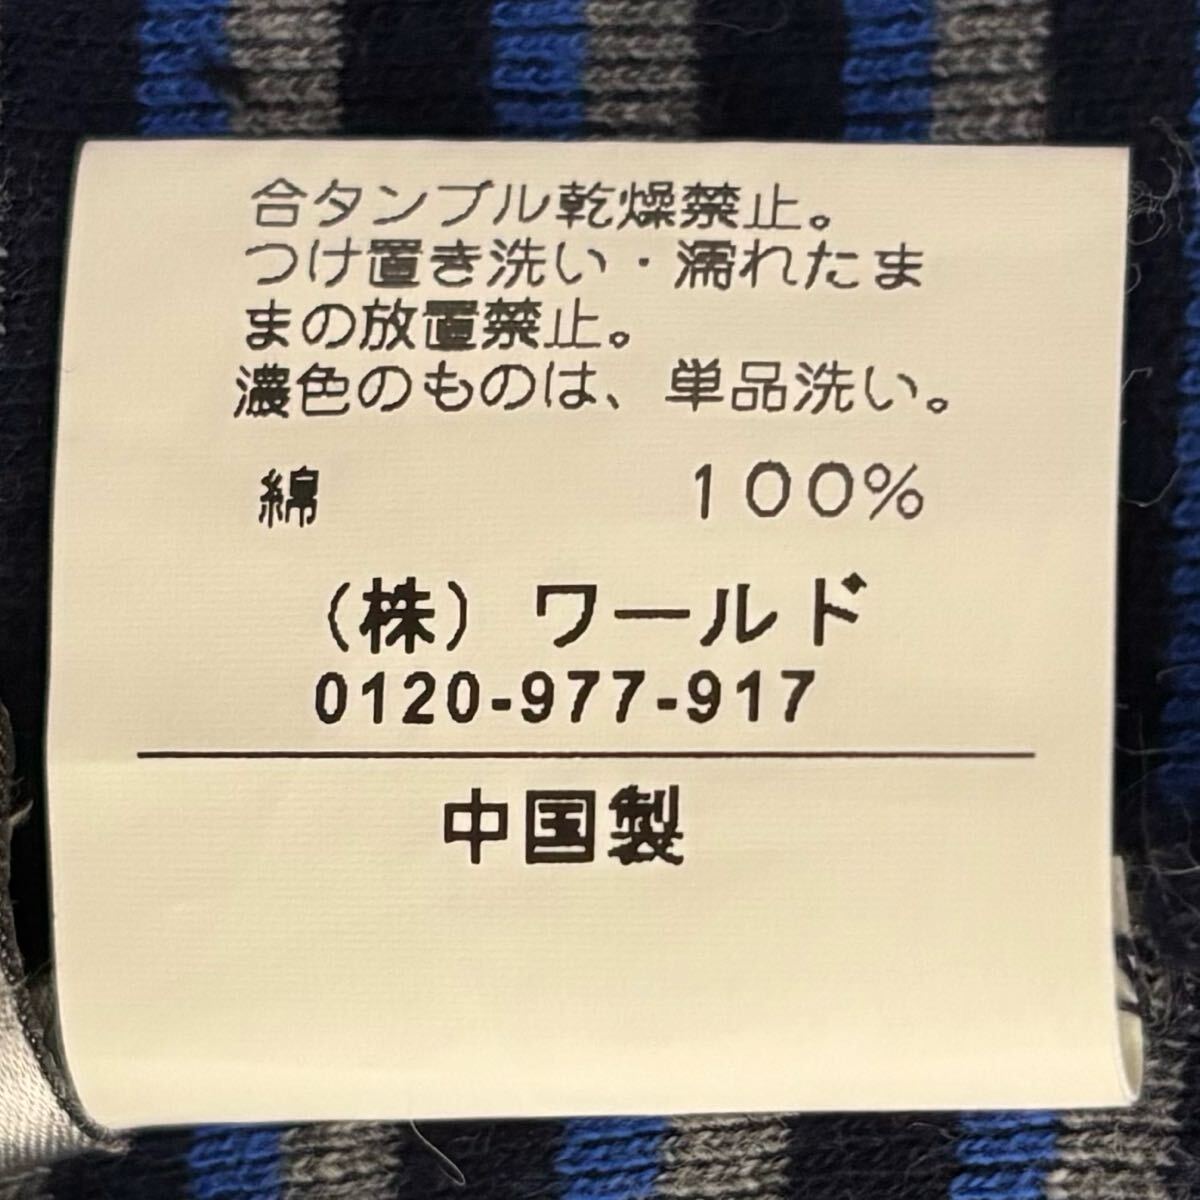 合タンブル乾燥禁止。
つけ置き洗い・濡れたま
まの放置禁止。
濃色のものは、単品洗い。
綿 100%
(株) ワールド
0120-977-917
中国製